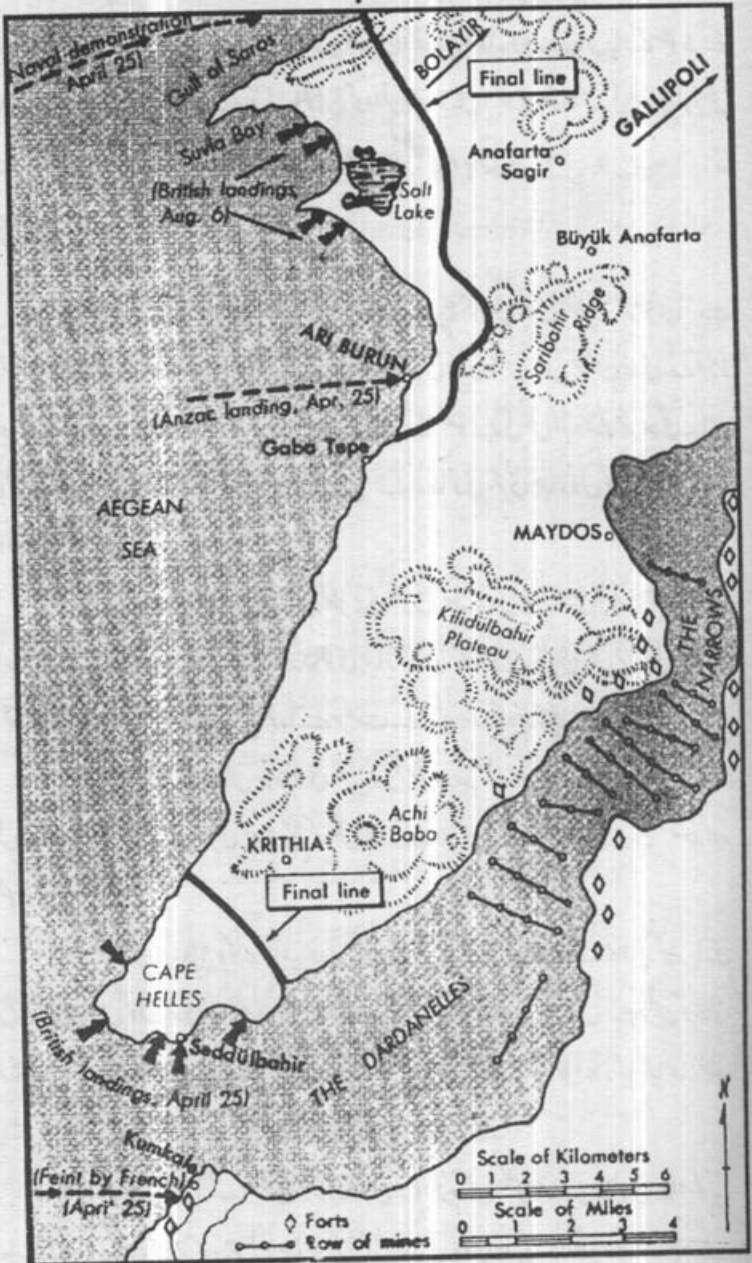 Naval demonstration
April 25)
Gulf of Saros
BOLAYIR
Final line
GALLIPOLI
Suvla Bay
(British landings,
Aug. 6)
Salt
Lake
Anafarta
Sagir
Büyük Anafarta
Saribahir
Ridge
ARI BURUN
(Anzac landing, Apr, 25)
Gaba Tepe
AEGEAN
SEA
MAYDOS
THE
NARROWS
Kilidulbahir
Plateau
Achi
Baba
KRITHIA
Final line
CAPE
HELLES
Seddülbahir
(British landings, April 25)
THE DARDANELLES
Kumkale
(Feint by French)
(April 25)
Scale of Kilometers
0 1 2 3 4 5 6
Scale of Miles
0 1 2 3 4
Forts
Row of mines